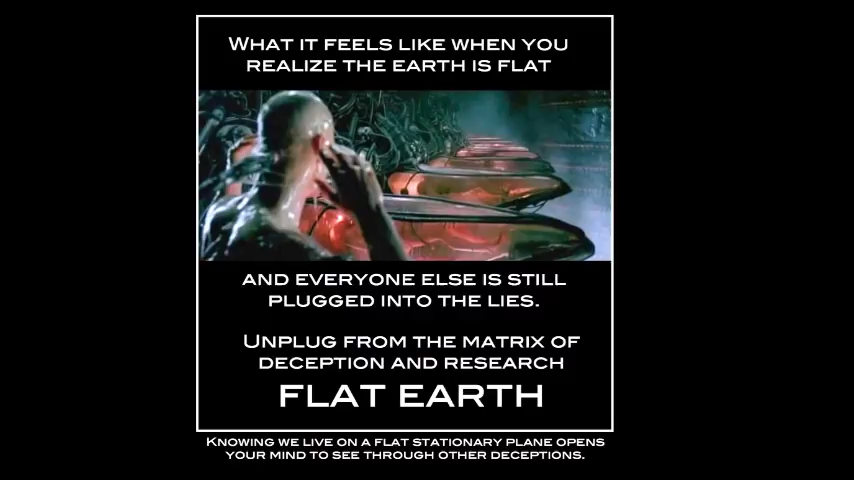 What it feels like when you
realize the earth is flat
and everyone else is still
plugged into the lies.
Unplug from the matrix of
deception and research
FLAT EARTH
Knowing we live on a flat stationary plane opens
your mind to see through other deceptions.